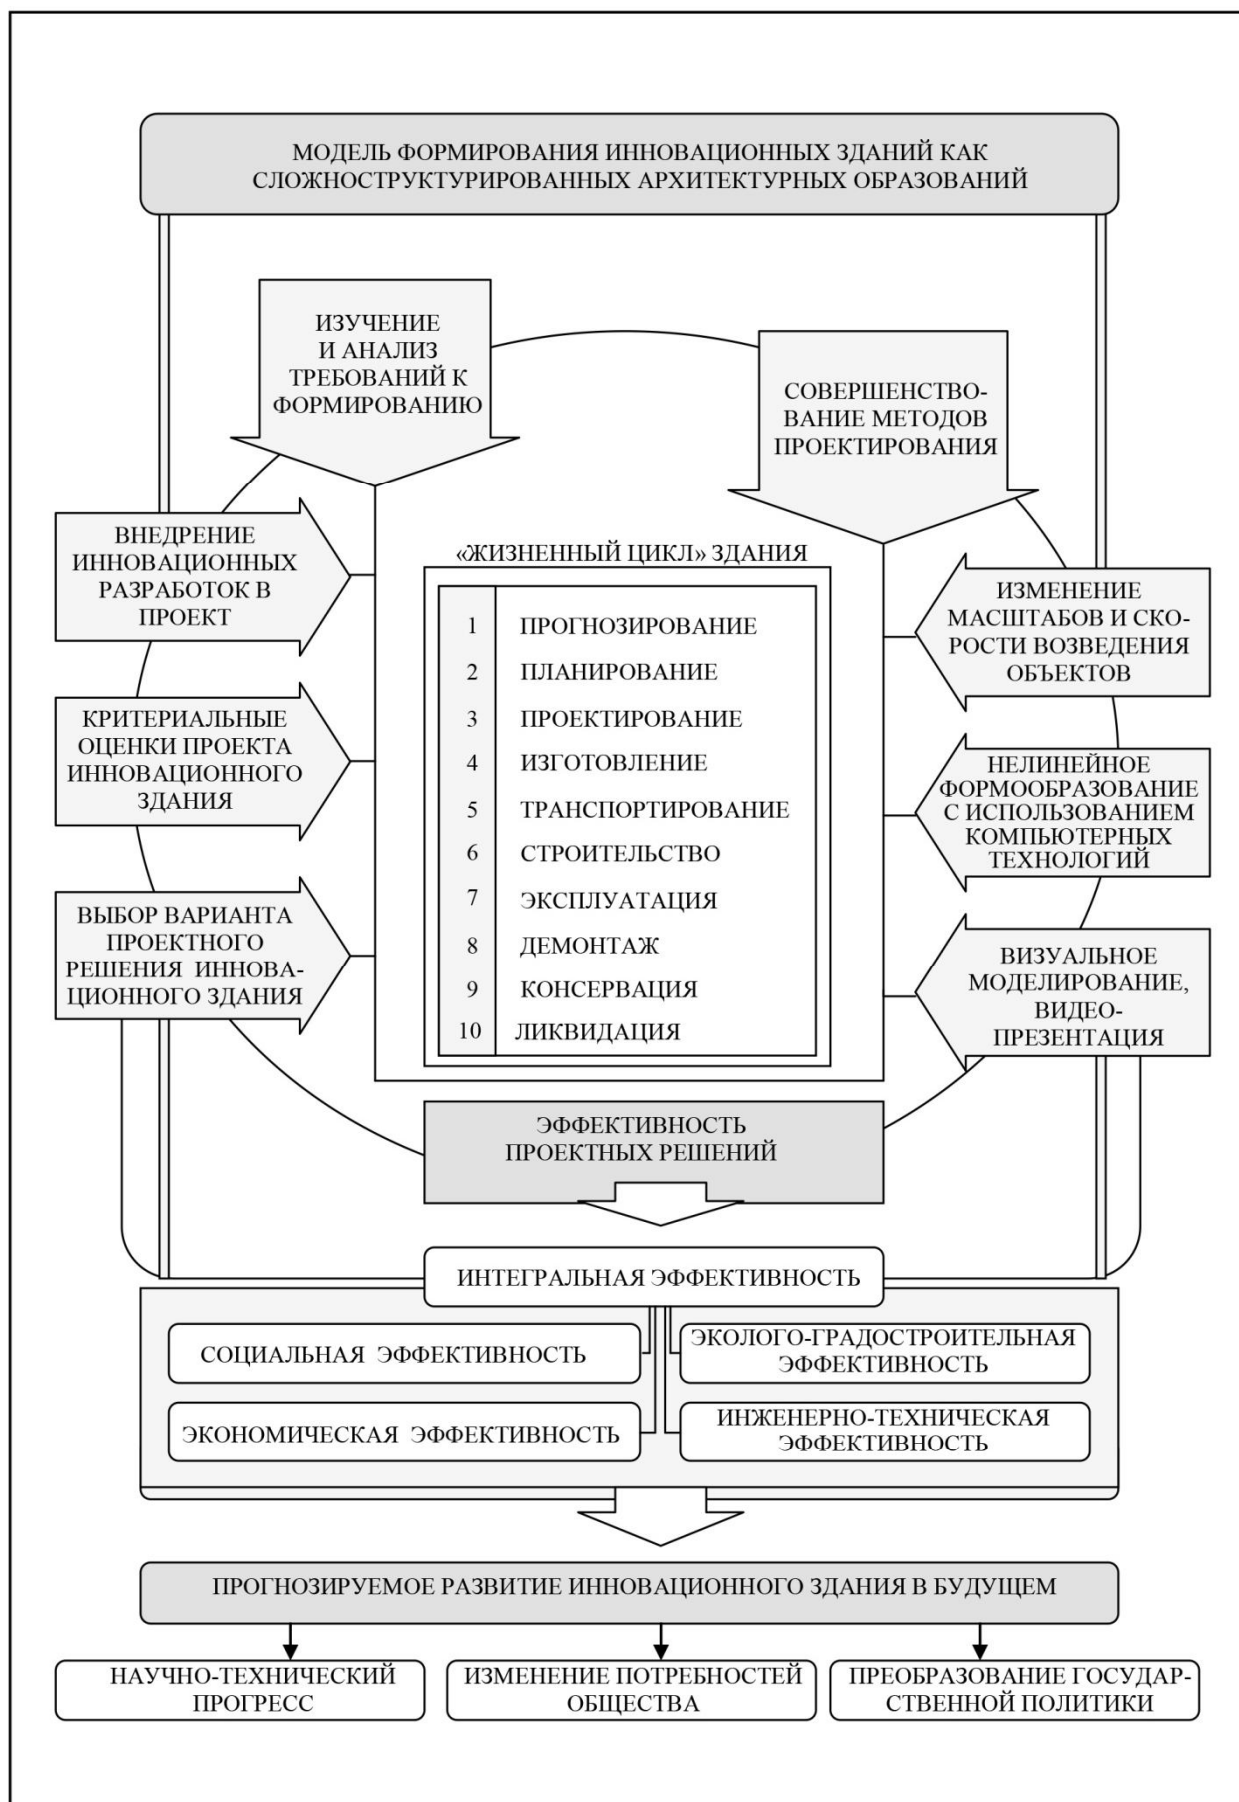 МОДЕЛЬ ФОРМИРОВАНИЯ ИННОВАЦИОННЫХ ЗДАНИЙ КАК
СЛОЖНОСТРУКТУРИРОВАННЫХ АРХИТЕКТУРНЫХ ОБРАЗОВАНИЙ
ИЗУЧЕНИЕ
И АНАЛИЗ
ТРЕБОВАНИЙ К
ФОРМИРОВАНИЮ
СОВЕРШЕНСТВО-
ВАНИЕ МЕТОДОВ
ПРОЕКТИРОВАНИЯ
ВНЕДРЕНИЕ
ИННОВАЦИОННЫХ
РАЗРАБОТОК В
ПРОЕКТ
КРИТЕРИАЛЬНЫЕ
ОЦЕНКИ ПРОЕКТА
ИННОВАЦИОННОГО
ЗДАНИЯ
ВЫБОР ВАРИАНТА
ПРОЕКТНОГО
РЕШЕНИЯ ИННОВА-
ЦИОННОГО ЗДАНИЯ
«ЖИЗНЕННЫЙ ЦИКЛ» ЗДАНИЯ
1 ПРОГНОЗИРОВАНИЕ
2 ПЛАНИРОВАНИЕ
3 ПРОЕКТИРОВАНИЕ
4 ИЗГОТОВЛЕНИЕ
5 ТРАНСПОРТИРОВАНИЕ
6 СТРОИТЕЛЬСТВО
7 ЭКСПЛУАТАЦИЯ
8 ДЕМОНТАЖ
9 КОНСЕРВАЦИЯ
10 ЛИКВИДАЦИЯ
ИЗМЕНЕНИЕ
МАСШТАБОВ И СКО-
РОСТИ ВОЗВЕДЕНИЯ
ОБЪЕКТОВ
НЕЛИНЕЙНОЕ
ФОРМООБРАЗОВАНИЕ
С ИСПОЛЬЗОВАНИЕМ
КОМПЬЮТЕРНЫХ
ТЕХНОЛОГИЙ
ВИЗУАЛЬНОЕ
МОДЕЛИРОВАНИЕ,
ВИДЕО-
ПРЕЗЕНТАЦИЯ
ЭФФЕКТИВНОСТЬ
ПРОЕКТНЫХ РЕШЕНИЙ
ИНТЕГРАЛЬНАЯ ЭФФЕКТИВНОСТЬ
СОЦИАЛЬНАЯ ЭФФЕКТИВНОСТЬ
ЭКОЛОГО-ГРАДОСТРОИТЕЛЬНАЯ
ЭФФЕКТИВНОСТЬ
ЭКОНОМИЧЕСКАЯ ЭФФЕКТИВНОСТЬ
ИНЖЕНЕРНО-ТЕХНИЧЕСКАЯ
ЭФФЕКТИВНОСТЬ
ПРОГНОЗИРУЕМОЕ РАЗВИТИЕ ИННОВАЦИОННОГО ЗДАНИЯ В БУДУЩЕМ
НАУЧНО-ТЕХНИЧЕСКИЙ
ПРОГРЕСС
ИЗМЕНЕНИЕ ПОТРЕБНОСТЕЙ
ОБЩЕСТВА
ПРЕОБРАЗОВАНИЕ ГОСУДАР-
СТВЕННОЙ ПОЛИТИКИ